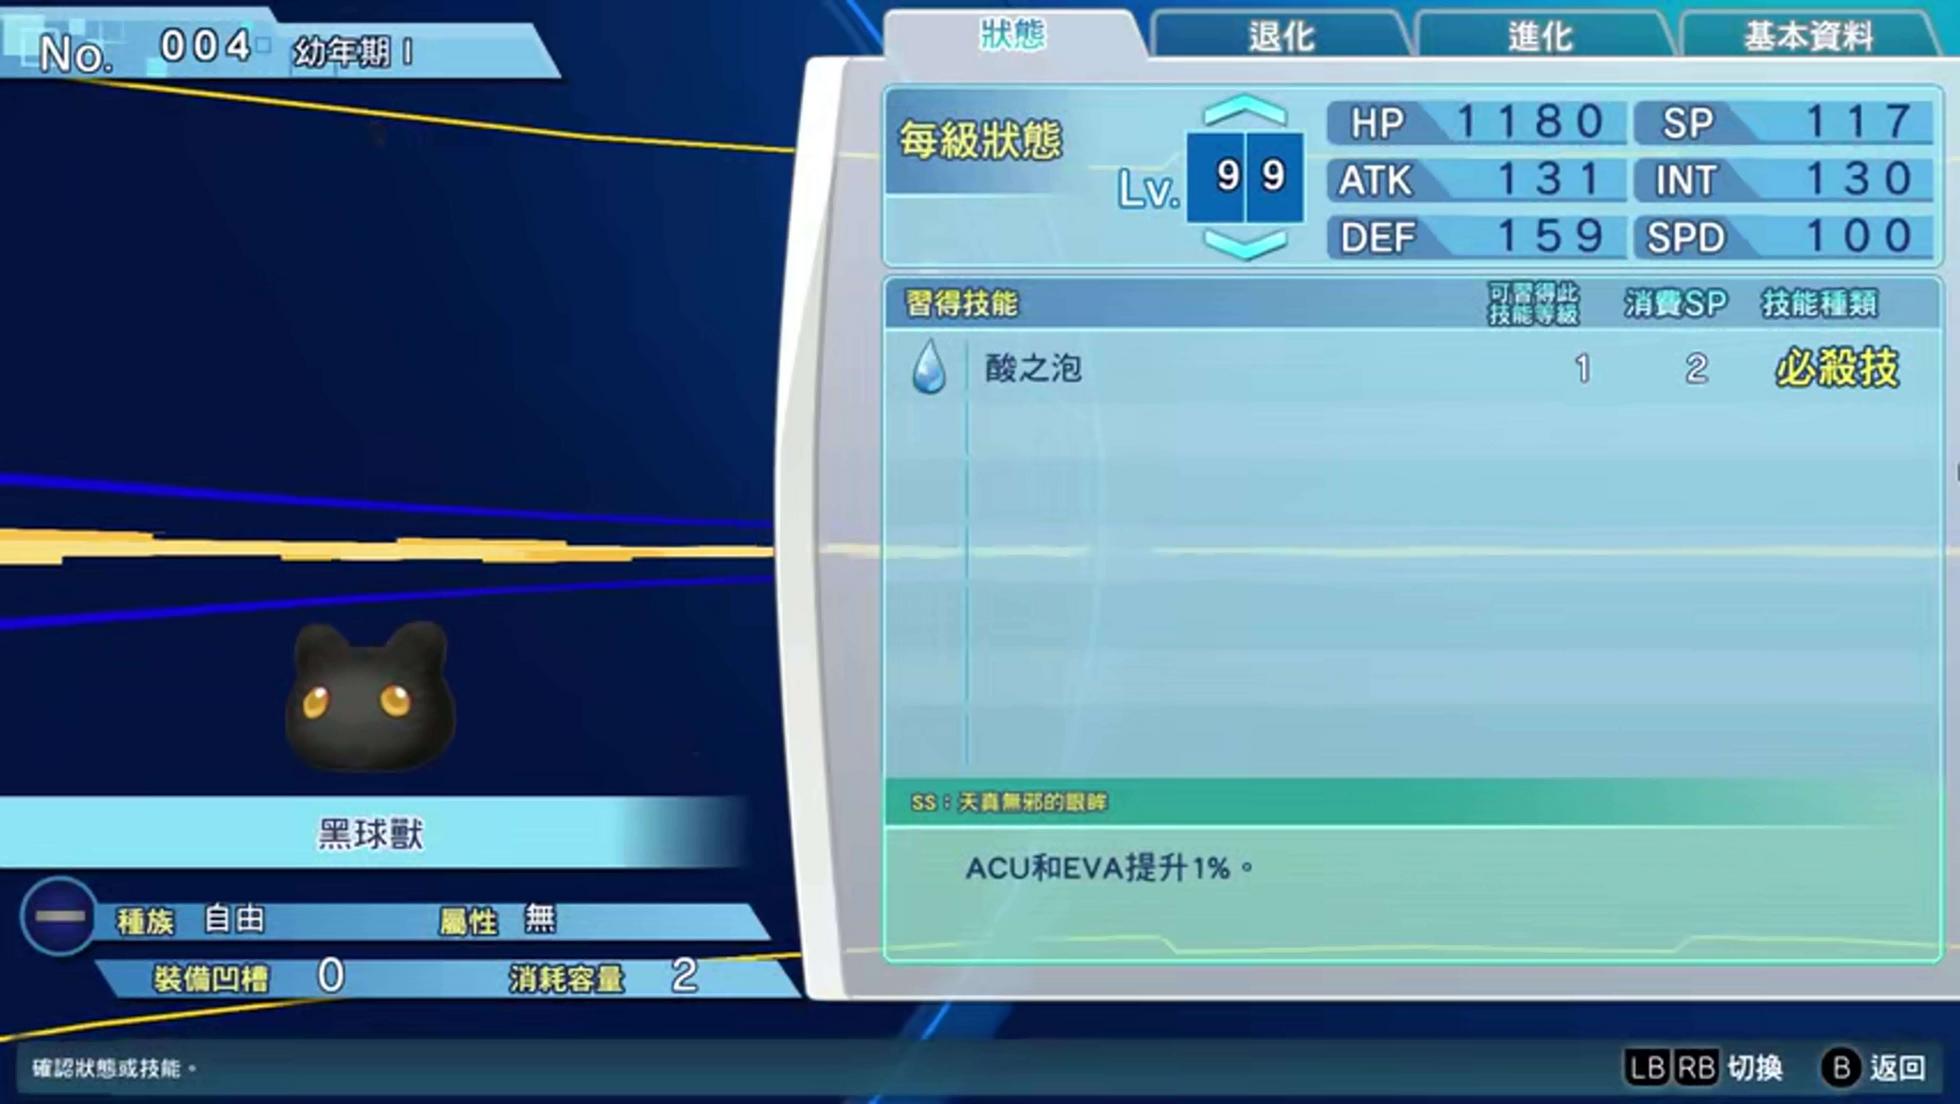 No. 004 幼年期 I
狀態 退化 進化 基本資料
每級狀態
Lv. 99
HP 1180 SP 117
ATK 131 INT 130
DEF 159 SPD 100
習得技能 可習得此技能等級 消費SP 技能種類
酸之泡 1 2 必殺技
SS：天真無邪的眼眸
ACU和EVA提升1%。
黑球獸
種族 自由 屬性 無
裝備凹槽 0 消耗容量 2
確認狀態或技能。
LB RB 切換 B 返回